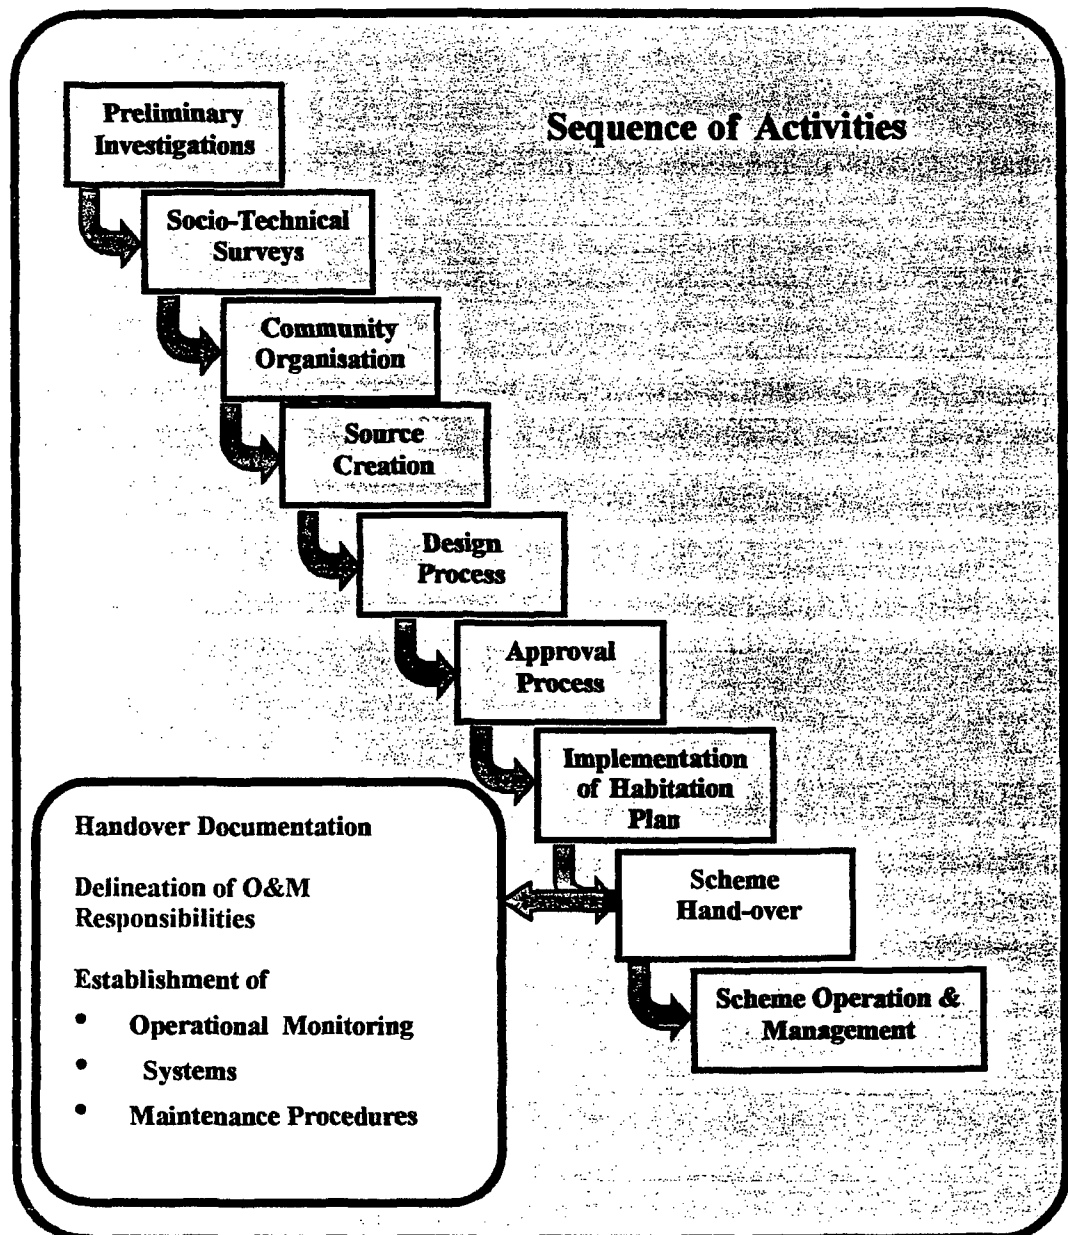 Sequence of Activities
Preliminary
Investigations
Socio-Technical
Surveys
Community
Organisation
Source
Creation
Design
Process
Approval
Process
Implementation
of Habitation
Plan
Scheme
Hand-over
Scheme Operation &
Management
Handover Documentation
Delineation of O&M
Responsibilities
Establishment of
• Operational Monitoring
• Systems
• Maintenance Procedures